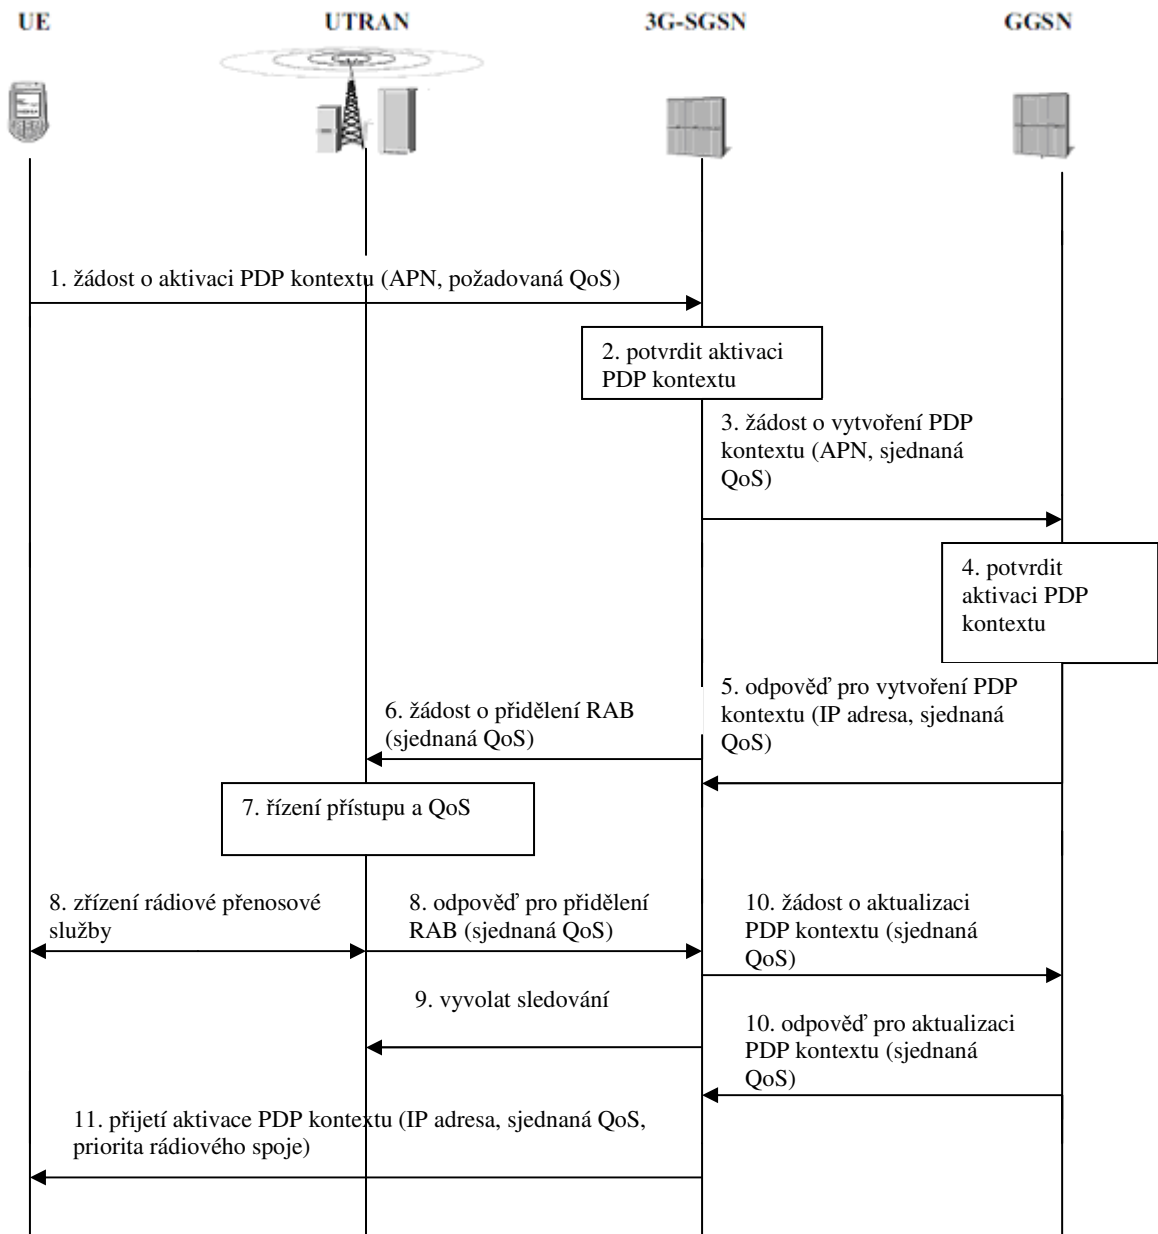 UE
UTRAN
3G-SGSN
GGSN
1. žádost o aktivaci PDP kontextu (APN, požadovaná QoS)
2. potvrdit aktivaci
PDP kontextu
3. žádost o vytvoření PDP
kontextu (APN, sjednaná
QoS)
4. potvrdit
aktivaci PDP
kontextu
5. odpověď pro vytvoření PDP
kontextu (IP adresa, sjednaná
QoS)
6. žádost o přidělení RAB
(sjednaná QoS)
7. řízení přístupu a QoS
8. zřízení rádiové přenosové
služby
8. odpověď pro přidělení
RAB (sjednaná QoS)
10. žádost o aktualizaci
PDP kontextu (sjednaná
QoS)
9. vyvolat sledování
10. odpověď pro aktualizaci
PDP kontextu (sjednaná
QoS)
11. přijetí aktivace PDP kontextu (IP adresa, sjednaná QoS,
priorita rádiového spoje)